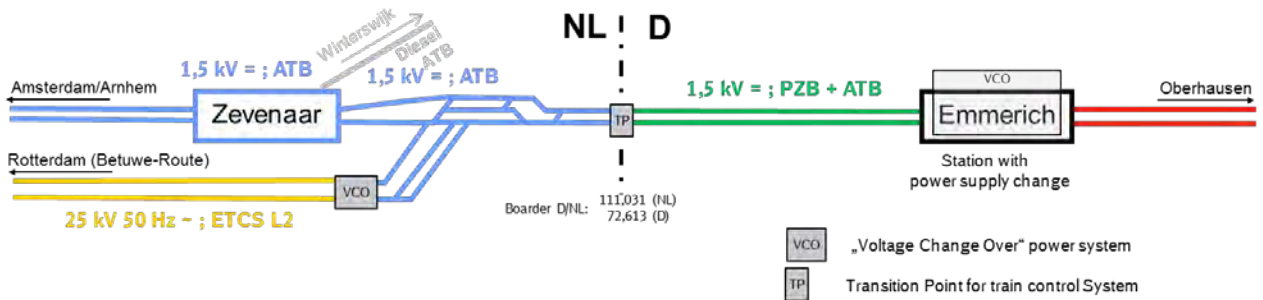 NL D
Winterswijk
Diesel
ATB
1,5 kV = ; ATB
1,5 kV = ; ATB
Amsterdam/Arnhem
Zevenaar
TP
1,5 kV = ; PZB + ATB
VCO
Emmerich
Oberhausen
Station with
power supply change
Rotterdam (Betuwe-Route)
VCO
25 kV 50 Hz ~ ; ETCS L2
Boarder D/NL:
111,031 (NL)
72,613 (D)
VCO „Voltage Change Over“ power system
TP Transition Point for train control System